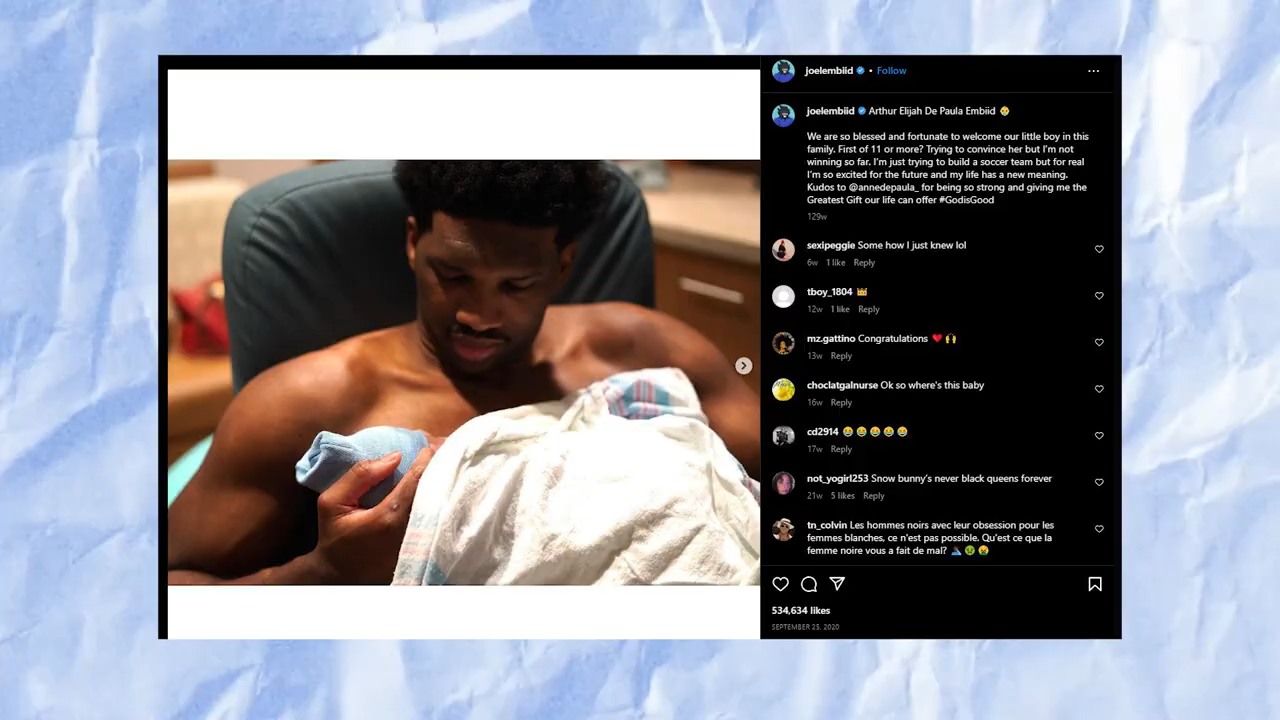 joelembiid • Follow
joelembiid Arthur Elijah De Paula Embiid 👶
We are so blessed and fortunate to welcome our little boy in this
family. First of 11 or more? Trying to convince her but I'm not
winning so far. I'm just trying to build a soccer team but for real
I'm so excited for the future and my life has a new meaning.
Kudos to @annedepaula_ for being so strong and giving me the
Greatest Gift our life can offer #GodisGood
129w
sexipeggie Some how I just knew lol
6w 1 like Reply
tboy_1804 👑
12w 1 like Reply
mz.gattino Congratulations ❤️ 🙌
13w Reply
choclatgalnurse Ok so where's this baby
16w Reply
cd2914 😂 😂 😂 😂 😂
17w Reply
not_yogirl253 Snow bunny's never black queens forever
21w 5 likes Reply
tn_colvin Les hommes noirs avec leur obsession pour les
femmes blanches, ce n'est pas possible. Qu'est ce que la
femme noire vous a fait de mal?
534,634 likes
SEPTEMBER 25, 2020